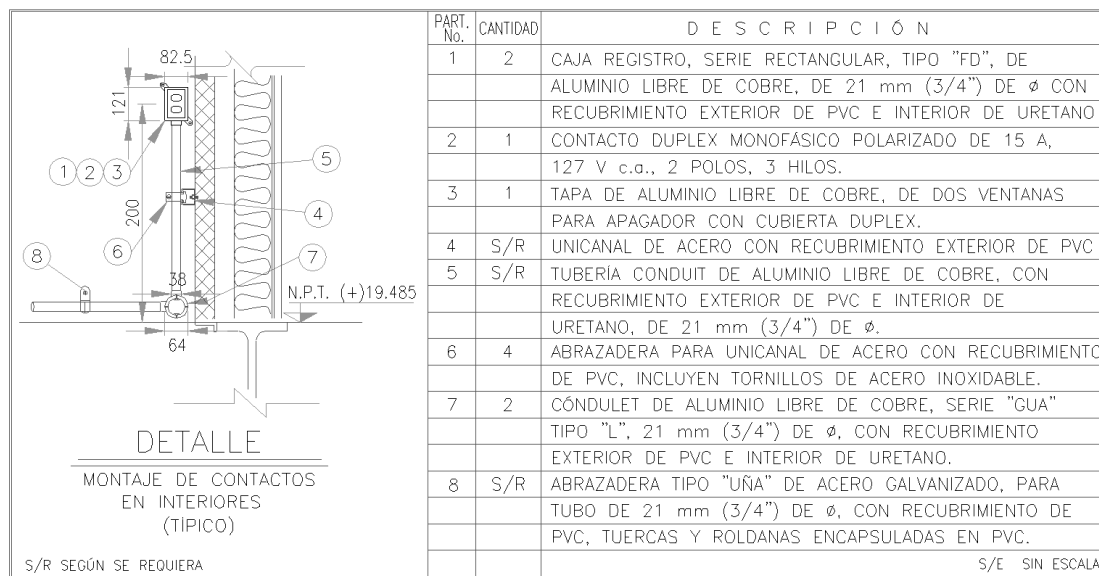 82.5
121
1 2 3
5
200
4
6
8
38
7
N.P.T. (+)19.485
64
DETALLE
MONTAJE DE CONTACTOS
EN INTERIORES
(TÍPICO)
S/R SEGÚN SE REQUIERA
PART. No. CANTIDAD DESCRIPCIÓN
1 2 CAJA REGISTRO, SERIE RECTANGULAR, TIPO "FD", DE
ALUMINIO LIBRE DE COBRE, DE 21 mm (3/4") DE ø CON
RECUBRIMIENTO EXTERIOR DE PVC E INTERIOR DE URETANO
2 1 CONTACTO DUPLEX MONOFÁSICO POLARIZADO DE 15 A,
127 V c.a., 2 POLOS, 3 HILOS.
3 1 TAPA DE ALUMINIO LIBRE DE COBRE, DE DOS VENTANAS
PARA APAGADOR CON CUBIERTA DUPLEX.
4 S/R UNICANAL DE ACERO CON RECUBRIMIENTO EXTERIOR DE PVC
5 S/R TUBERÍA CONDUIT DE ALUMINIO LIBRE DE COBRE, CON
RECUBRIMIENTO EXTERIOR DE PVC E INTERIOR DE
URETANO, DE 21 mm (3/4") DE ø.
6 4 ABRAZADERA PARA UNICANAL DE ACERO CON RECUBRIMIENTO
DE PVC, INCLUYEN TORNILLOS DE ACERO INOXIDABLE.
7 2 CÓNDULET DE ALUMINIO LIBRE DE COBRE, SERIE "GUA"
TIPO "L", 21 mm (3/4") DE ø, CON RECUBRIMIENTO
EXTERIOR DE PVC E INTERIOR DE URETANO.
8 S/R ABRAZADERA TIPO "UÑA" DE ACERO GALVANIZADO, PARA
TUBO DE 21 mm (3/4") DE ø, CON RECUBRIMIENTO DE
PVC, TUERCAS Y ROLDANAS ENCAPSULADAS EN PVC.
S/E SIN ESCALA